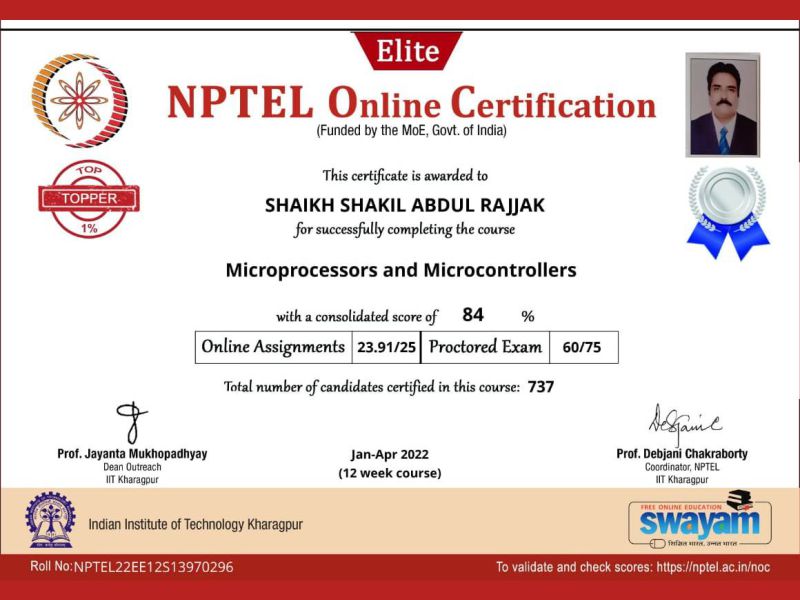 Elite
NPTEL Online Certification
(Funded by the MoE, Govt. of India)
TOP
TOPPER
1%
This certificate is awarded to
SHAIKH SHAKIL ABDUL RAJJAK
for successfully completing the course
Microprocessors and Microcontrollers
with a consolidated score of 84 %
Online Assignments 23.91/25 Proctored Exam 60/75
Total number of candidates certified in this course: 737
Prof. Jayanta Mukhopadhyay
Dean Outreach
IIT Kharagpur
Jan-Apr 2022
(12 week course)
Prof. Debjani Chakraborty
Coordinator, NPTEL
IIT Kharagpur
Indian Institute of Technology Kharagpur
FREE ONLINE EDUCATION
swayam
शिक्षित भारत, उन्नत भारत
Roll No: NPTEL22EE12S13970296
To validate and check scores: https://nptel.ac.in/noc